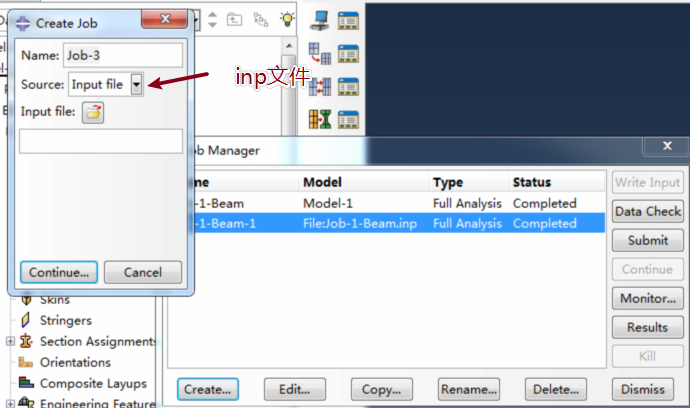 Create Job
Name: Job-3
Source: Input file
inp文件
Input file:
Continue...
Cancel
Job Manager
Model
Type
Status
-1-Beam
Model-1
Full Analysis
Completed
-1-Beam-1
File:Job-1-Beam.inp
Full Analysis
Completed
Write Input
Data Check
Submit
Continue
Monitor...
Results
Kill
Create...
Edit...
Copy...
Rename...
Delete...
Dismiss
Skins
Stringers
Section Assignments
Orientations
Composite Layups
Engineering Feature